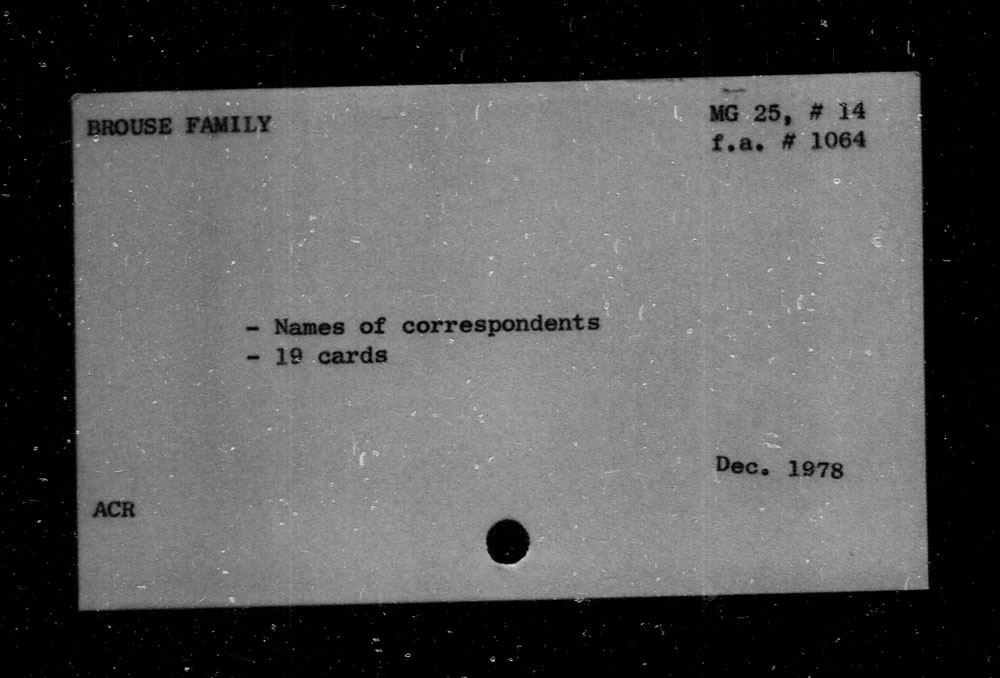 BROUSE FAMILY
MG 25, # 14
f.a. # 1064
- Names of correspondents
- 19 cards
Dec. 1978
ACR